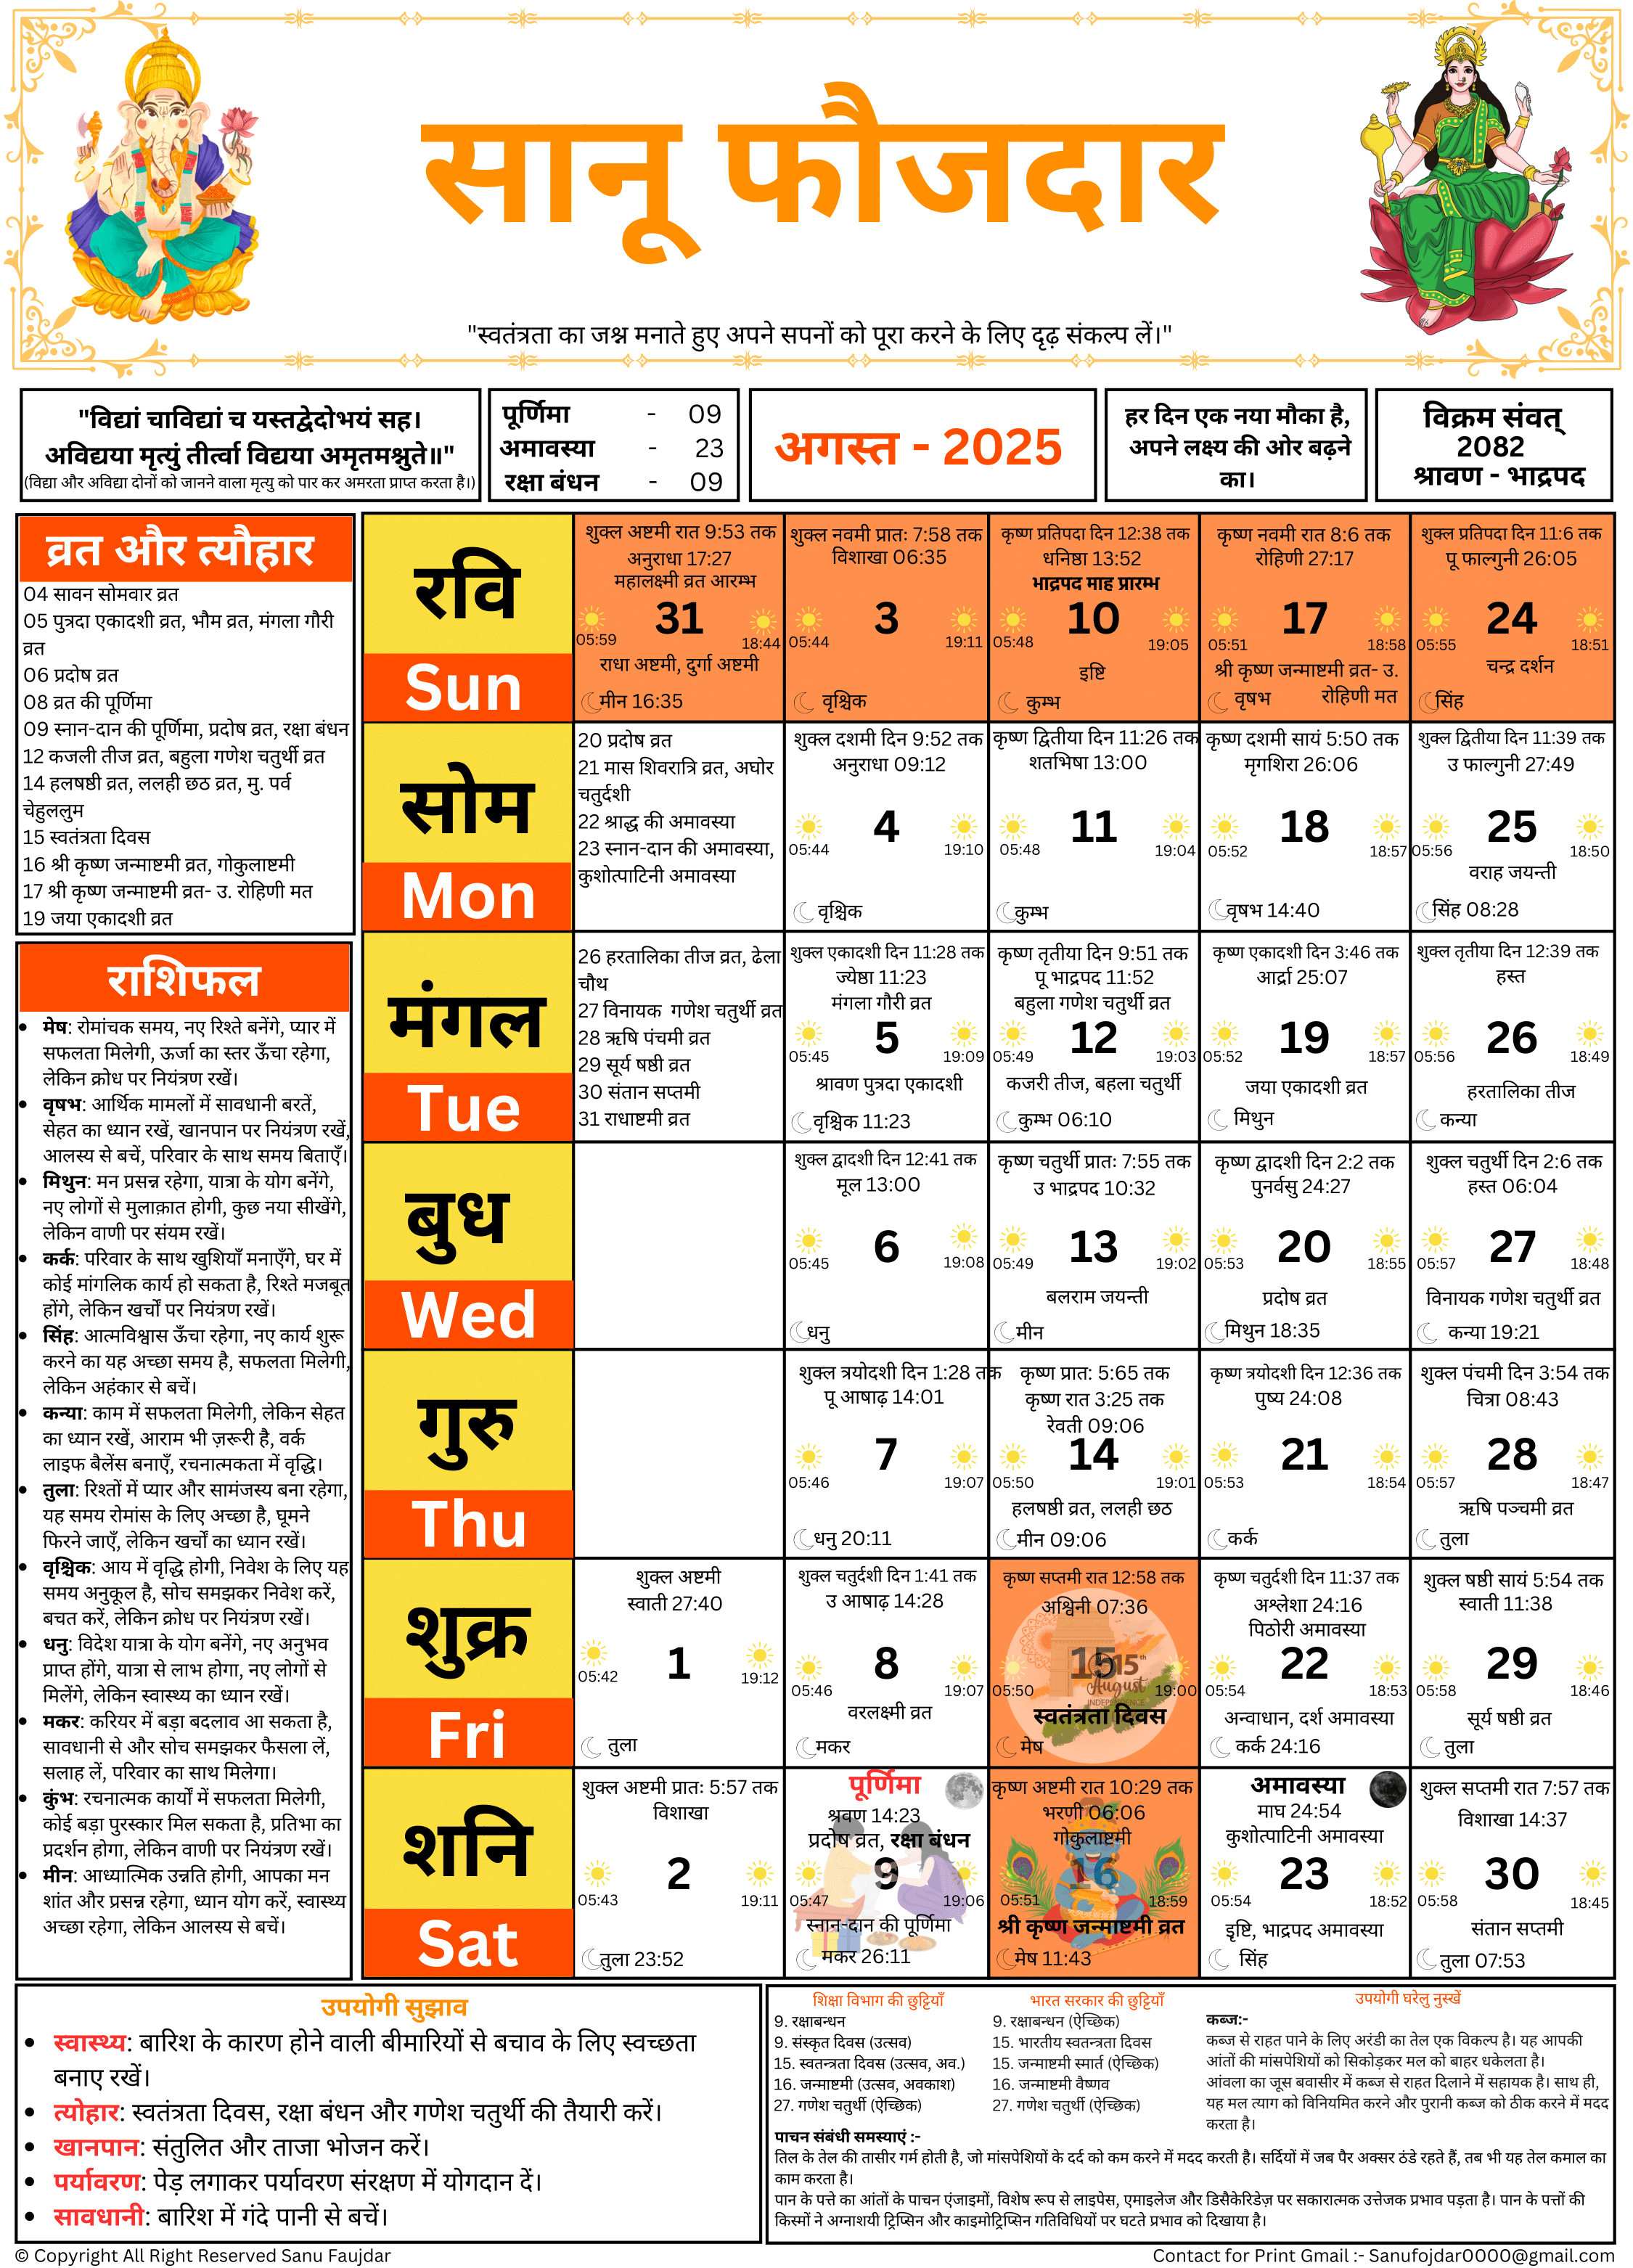 सानू फौजदार
"स्वतंत्रता का जश्न मनाते हुए अपने सपनों को पूरा करने के लिए दृढ़ संकल्प लें।"
"विद्यां चाविद्यां च यस्तद्वेदोभयं सह।
अविद्यया मृत्युं तीर्त्वा विद्यया अमृतमश्नुते॥"
(विद्या और अविद्या दोनों को जानने वाला मृत्यु को पार कर अमरता प्राप्त करता है।)
पूर्णिमा - 09
अमावस्या - 23
रक्षा बंधन - 09
अगस्त - 2025
हर दिन एक नया मौका है,
अपने लक्ष्य की ओर बढ़ने
का।
विक्रम संवत्
2082
श्रावण - भाद्रपद
व्रत और त्यौहार
04 सावन सोमवार व्रत
05 पुत्रदा एकादशी व्रत, भौम व्रत, मंगला गौरी
व्रत
06 प्रदोष व्रत
08 व्रत की पूर्णिमा
09 स्नान-दान की पूर्णिमा, प्रदोष व्रत, रक्षा बंधन
12 कजली तीज व्रत, बहुला गणेश चतुर्थी व्रत
14 हलषष्ठी व्रत, ललही छठ व्रत, मु. पर्व
चेहुललुम
15 स्वतंत्रता दिवस
16 श्री कृष्ण जन्माष्टमी व्रत, गोकुलाष्टमी
17 श्री कृष्ण जन्माष्टमी व्रत- उ. रोहिणी मत
19 जया एकादशी व्रत
राशिफल
• मेष: रोमांचक समय, नए रिश्ते बनेंगे, प्यार में
सफलता मिलेगी, ऊर्जा का स्तर ऊँचा रहेगा,
लेकिन क्रोध पर नियंत्रण रखें।
• वृषभ: आर्थिक मामलों में सावधानी बरतें,
सेहत का ध्यान रखें, खानपान पर नियंत्रण रखें,
आलस्य से बचें, परिवार के साथ समय बिताएँ।
• मिथुन: मन प्रसन्न रहेगा, यात्रा के योग बनेंगे,
नए लोगों से मुलाक़ात होगी, कुछ नया सीखेंगे,
लेकिन वाणी पर संयम रखें।
• कर्क: परिवार के साथ खुशियाँ मनाएँगे, घर में
कोई मांगलिक कार्य हो सकता है, रिश्ते मजबूत
होंगे, लेकिन खर्चों पर नियंत्रण रखें।
• सिंह: आत्मविश्वास ऊँचा रहेगा, नए कार्य शुरू
करने का यह अच्छा समय है, सफलता मिलेगी,
लेकिन अहंकार से बचें।
• कन्या: काम में सफलता मिलेगी, लेकिन सेहत
का ध्यान रखें, आराम भी ज़रूरी है, वर्क
लाइफ बैलेंस बनाएँ, रचनात्मकता में वृद्धि।
• तुला: रिश्तों में प्यार और सामंजस्य बना रहेगा,
यह समय रोमांस के लिए अच्छा है, घूमने
फिरने जाएँ, लेकिन खर्चों का ध्यान रखें।
• वृश्चिक: आय में वृद्धि होगी, निवेश के लिए यह
समय अनुकूल है, सोच समझकर निवेश करें,
बचत करें, लेकिन क्रोध पर नियंत्रण रखें।
• धनु: विदेश यात्रा के योग बनेंगे, नए अनुभव
प्राप्त होंगे, यात्रा से लाभ होगा, नए लोगों से
मिलेंगे, लेकिन स्वास्थ्य का ध्यान रखें।
• मकर: करियर में बड़ा बदलाव आ सकता है,
सावधानी से और सोच समझकर फैसला लें,
सलाह लें, परिवार का साथ मिलेगा।
• कुंभ: रचनात्मक कार्यों में सफलता मिलेगी,
कोई बड़ा पुरस्कार मिल सकता है, प्रतिभा का
प्रदर्शन होगा, लेकिन वाणी पर नियंत्रण रखें।
• मीन: आध्यात्मिक उन्नति होगी, आपका मन
शांत और प्रसन्न रहेगा, ध्यान योग करें, स्वास्थ्य
अच्छा रहेगा, लेकिन आलस्य से बचें।
रवि
Sun
शुक्ल अष्टमी रात 9:53 तक
अनुराधा 17:27
महालक्ष्मी व्रत आरम्भ
31
05:59 18:44
राधा अष्टमी, दुर्गा अष्टमी
मीन 16:35
शुक्ल नवमी प्रातः 7:58 तक
विशाखा 06:35
3
05:44 19:11
वृश्चिक
कृष्ण प्रतिपदा दिन 12:38 तक
धनिष्ठा 13:52
भाद्रपद माह प्रारम्भ
10
05:48 19:05
इष्टि
कुम्भ
कृष्ण नवमी रात 8:6 तक
रोहिणी 27:17
17
05:51 18:58
श्री कृष्ण जन्माष्टमी व्रत- उ.
वृषभ रोहिणी मत
शुक्ल प्रतिपदा दिन 11:6 तक
पू फाल्गुनी 26:05
24
05:55 18:51
चन्द्र दर्शन
सिंह
सोम
Mon
20 प्रदोष व्रत
21 मास शिवरात्रि व्रत, अघोर
चतुर्दशी
22 श्राद्ध की अमावस्या
23 स्नान-दान की अमावस्या,
कुशोत्पाटिनी अमावस्या
शुक्ल दशमी दिन 9:52 तक
अनुराधा 09:12
4
05:44 19:10
वृश्चिक
कृष्ण द्वितीया दिन 11:26 तक
शतभिषा 13:00
11
05:48 19:04
कुम्भ
कृष्ण दशमी सायं 5:50 तक
मृगशिरा 26:06
18
05:52 18:57
वृषभ 14:40
शुक्ल द्वितीया दिन 11:39 तक
उ फाल्गुनी 27:49
25
05:56 18:50
वराह जयन्ती
सिंह 08:28
मंगल
Tue
26 हरतालिका तीज व्रत, ढेला
चौथ
27 विनायक गणेश चतुर्थी व्रत
28 ऋषि पंचमी व्रत
29 सूर्य षष्ठी व्रत
30 संतान सप्तमी
31 राधाष्टमी व्रत
शुक्ल एकादशी दिन 11:28 तक
ज्येष्ठा 11:23
मंगला गौरी व्रत
5
05:45 19:09
श्रावण पुत्रदा एकादशी
वृश्चिक 11:23
कृष्ण तृतीया दिन 9:51 तक
पू भाद्रपद 11:52
बहुला गणेश चतुर्थी व्रत
12
05:49 19:03
कजरी तीज, बहला चतुर्थी
कुम्भ 06:10
कृष्ण एकादशी दिन 3:46 तक
आर्द्रा 25:07
19
05:52 18:57
जया एकादशी व्रत
मिथुन
शुक्ल तृतीया दिन 12:39 तक
हस्त
26
05:56 18:49
हरतालिका तीज
कन्या
बुध
Wed
शुक्ल द्वादशी दिन 12:41 तक
मूल 13:00
6
05:45 19:08
धनु
कृष्ण चतुर्थी प्रातः 7:55 तक
उ भाद्रपद 10:32
13
05:49 19:02
बलराम जयन्ती
मीन
कृष्ण द्वादशी दिन 2:2 तक
पुनर्वसु 24:27
20
05:53 18:55
प्रदोष व्रत
मिथुन 18:35
शुक्ल चतुर्थी दिन 2:6 तक
हस्त 06:04
27
05:57 18:48
विनायक गणेश चतुर्थी व्रत
कन्या 19:21
गुरु
Thu
शुक्ल त्रयोदशी दिन 1:28 तक
पू आषाढ़ 14:01
7
05:46 19:07
धनु 20:11
कृष्ण प्रात: 5:65 तक
कृष्ण रात 3:25 तक
रेवती 09:06
14
05:50 19:01
हलषष्ठी व्रत, ललही छठ
मीन 09:06
कृष्ण त्रयोदशी दिन 12:36 तक
पुष्य 24:08
21
05:53 18:54
कर्क
शुक्ल पंचमी दिन 3:54 तक
चित्रा 08:43
28
05:57 18:47
ऋषि पञ्चमी व्रत
तुला
शुक्र
Fri
शुक्ल अष्टमी
स्वाती 27:40
1
05:42 19:12
तुला
शुक्ल चतुर्दशी दिन 1:41 तक
उ आषाढ़ 14:28
8
05:46 19:07
वरलक्ष्मी व्रत
मकर
कृष्ण सप्तमी रात 12:58 तक
अश्विनी 07:36
15
15th
August
INDEPENDENCE
05:50 19:00
स्वतंत्रता दिवस
मेष
कृष्ण चतुर्दशी दिन 11:37 तक
अश्लेशा 24:16
पिठोरी अमावस्या
22
05:54 18:53
अन्वाधान, दर्श अमावस्या
कर्क 24:16
शुक्ल षष्ठी सायं 5:54 तक
स्वाती 11:38
29
05:58 18:46
सूर्य षष्ठी व्रत
तुला
शनि
Sat
शुक्ल अष्टमी प्रातः 5:57 तक
विशाखा
2
05:43 19:11
तुला 23:52
पूर्णिमा
श्रवण 14:23
प्रदोष व्रत, रक्षा बंधन
9
05:47 19:06
स्नान-दान की पूर्णिमा
मकर 26:11
कृष्ण अष्टमी रात 10:29 तक
भरणी 06:06
गोकुलाष्टमी
16
05:51 18:59
श्री कृष्ण जन्माष्टमी व्रत
मेष 11:43
अमावस्या
माघ 24:54
कुशोत्पाटिनी अमावस्या
23
05:54 18:52
इष्टि, भाद्रपद अमावस्या
सिंह
शुक्ल सप्तमी रात 7:57 तक
विशाखा 14:37
30
05:58 18:45
संतान सप्तमी
तुला 07:53
उपयोगी सुझाव
• स्वास्थ्य: बारिश के कारण होने वाली बीमारियों से बचाव के लिए स्वच्छता
बनाए रखें।
• त्योहार: स्वतंत्रता दिवस, रक्षा बंधन और गणेश चतुर्थी की तैयारी करें।
• खानपान: संतुलित और ताजा भोजन करें।
• पर्यावरण: पेड़ लगाकर पर्यावरण संरक्षण में योगदान दें।
• सावधानी: बारिश में गंदे पानी से बचें।
शिक्षा विभाग की छुट्टियाँ
9. रक्षाबन्धन
9. संस्कृत दिवस (उत्सव)
15. स्वतन्त्रता दिवस (उत्सव, अव.)
16. जन्माष्टमी (उत्सव, अवकाश)
27. गणेश चतुर्थी (ऐच्छिक)
भारत सरकार की छुट्टियाँ
9. रक्षाबन्धन (ऐच्छिक)
15. भारतीय स्वतन्त्रता दिवस
15. जन्माष्टमी स्मार्त (ऐच्छिक)
16. जन्माष्टमी वैष्णव
27. गणेश चतुर्थी (ऐच्छिक)
उपयोगी घरेलु नुस्खें
कब्ज:-
कब्ज से राहत पाने के लिए अरंडी का तेल एक विकल्प है। यह आपकी
आंतों की मांसपेशियों को सिकोड़कर मल को बाहर धकेलता है।
आंवला का जूस बवासीर में कब्ज से राहत दिलाने में सहायक है। साथ ही,
यह मल त्याग को विनियमित करने और पुरानी कब्ज को ठीक करने में मदद
करता है।
पाचन संबंधी समस्याएं :-
तिल के तेल की तासीर गर्म होती है, जो मांसपेशियों के दर्द को कम करने में मदद करती है। सर्दियों में जब पैर अक्सर ठंडे रहते हैं, तब भी यह तेल कमाल का
काम करता है।
पान के पत्ते का आंतों के पाचन एंजाइमों, विशेष रूप से लाइपेस, एमाइलेज और डिसैकेरिडेज़ पर सकारात्मक उत्तेजक प्रभाव पड़ता है। पान के पत्तों की
किस्मों ने अग्नाशयी ट्रिप्सिन और काइमोट्रिप्सिन गतिविधियों पर घटते प्रभाव को दिखाया है।
© Copyright All Right Reserved Sanu Faujdar
Contact for Print Gmail :- Sanufojdar0000@gmail.com